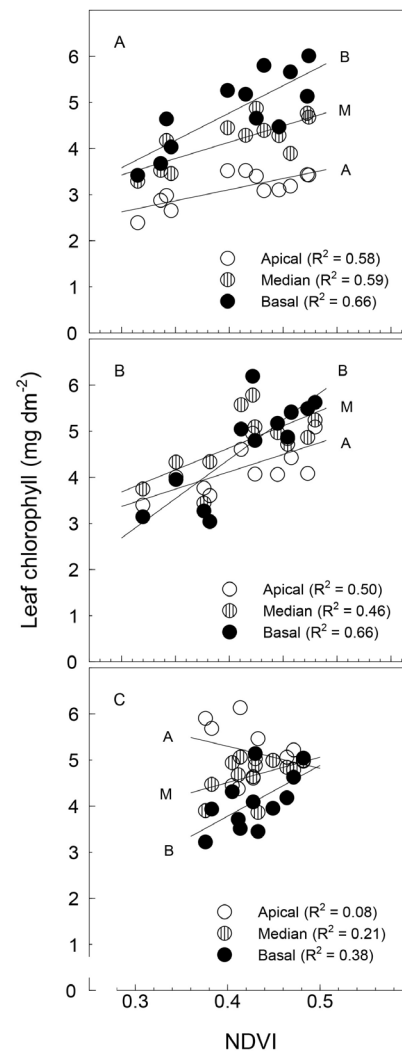 A
B
M
A
6
5
4
3
2
1
0
Apical (R² = 0.58)
Median (R² = 0.59)
Basal (R² = 0.66)
B
B
M
A
6
5
4
3
2
1
0
Apical (R² = 0.50)
Median (R² = 0.46)
Basal (R² = 0.66)
Leaf chlorophyll (mg dm⁻²)
C
A
M
B
6
5
4
3
2
1
0
Apical (R² = 0.08)
Median (R² = 0.21)
Basal (R² = 0.38)
0.3 0.4 0.5
NDVI